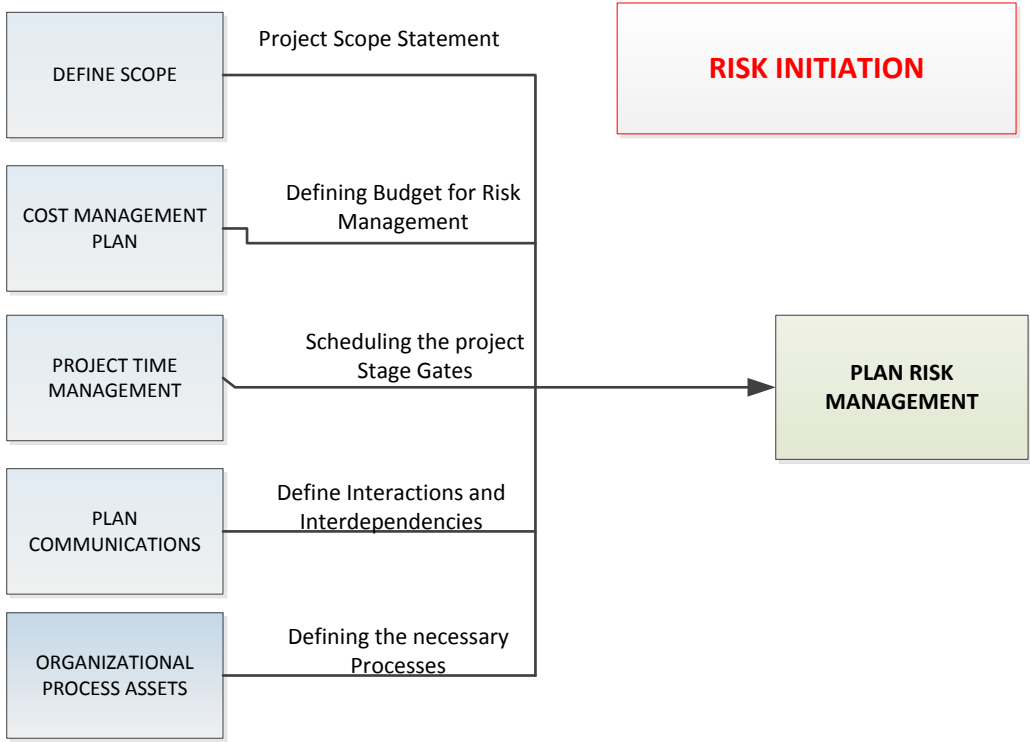 Project Scope Statement
DEFINE SCOPE
RISK INITIATION
COST MANAGEMENT
PLAN
Defining Budget for Risk
Management
PROJECT TIME
MANAGEMENT
Scheduling the project
Stage Gates
PLAN RISK
MANAGEMENT
PLAN
COMMUNICATIONS
Define Interactions and
Interdependencies
ORGANIZATIONAL
PROCESS ASSETS
Defining the necessary
Processes